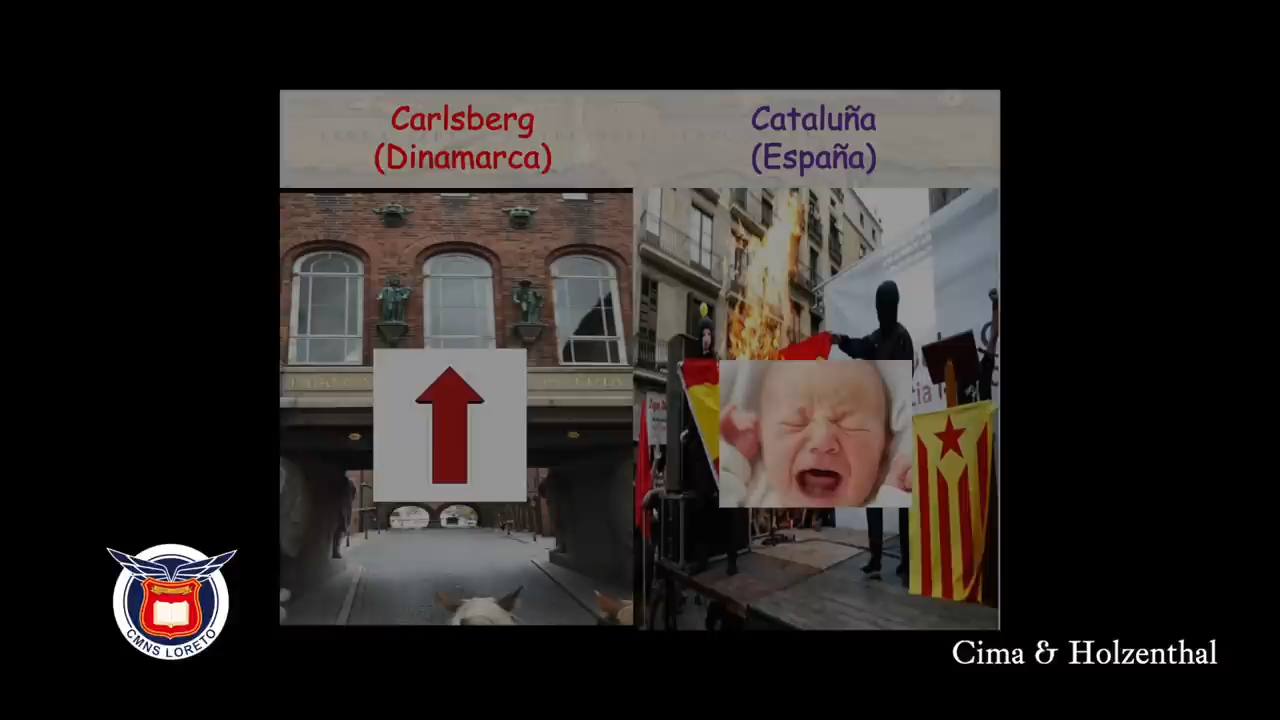 Carlsberg
(Dinamarca)
Cataluña
(España)
CMNS LORETO
Cima & Holzenthal